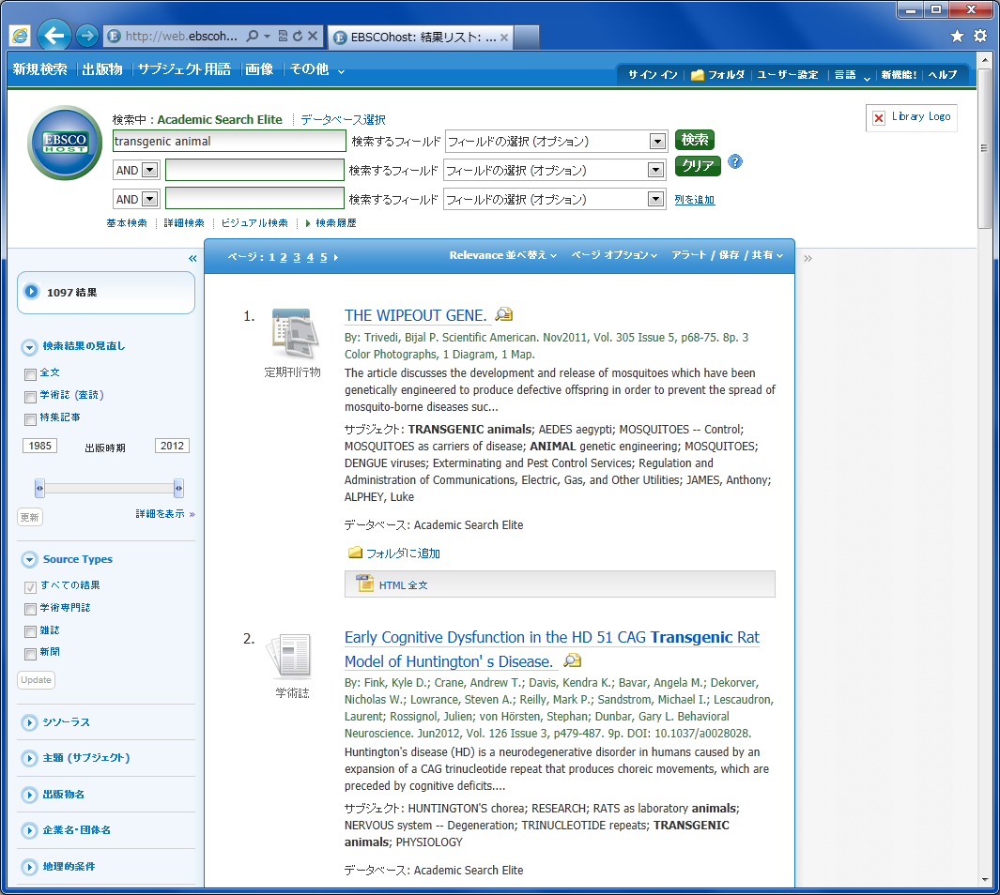 http://web.ebscoh...
EBSCOhost: 結果リスト: ...
新規検索 出版物 サブジェクト用語 画像 その他
サイン イン フォルダ ユーザー設定 言語 新機能! ヘルプ
EBSCO
HOST
検索中 : Academic Search Elite データベース選択
Library Logo
transgenic animal 検索するフィールド フィールドの選択 (オプション) 検索
AND 検索するフィールド フィールドの選択 (オプション) クリア
AND 検索するフィールド フィールドの選択 (オプション) 列を追加
基本検索 詳細検索 ビジュアル検索 検索履歴
«
ページ : 1 2 3 4 5
Relevance 並べ替え ページ オプション アラート / 保存 / 共有
»
1097 結果
検索結果の見直し
全文
学術誌 (査読)
特集記事
1985 出版時期 2012
更新 詳細を表示 »
Source Types
すべての結果
学術専門誌
雑誌
新聞
Update
シソーラス
主題 (サブジェクト)
出版物名
企業名・団体名
地理的条件
1.
定期刊行物
THE WIPEOUT GENE.
By: Trivedi, Bijal P. Scientific American. Nov2011, Vol. 305 Issue 5, p68-75. 8p. 3
Color Photographs, 1 Diagram, 1 Map.
The article discusses the development and release of mosquitoes which have been
genetically engineered to produce defective offspring in order to prevent the spread of
mosquito-borne diseases suc...
サブジェクト: TRANSGENIC animals; AEDES aegypti; MOSQUITOES -- Control;
MOSQUITOES as carriers of disease; ANIMAL genetic engineering; MOSQUITOES;
DENGUE viruses; Exterminating and Pest Control Services; Regulation and
Administration of Communications, Electric, Gas, and Other Utilities; JAMES, Anthony;
ALPHEY, Luke
データベース: Academic Search Elite
フォルダに追加
HTML 全文
2.
学術誌
Early Cognitive Dysfunction in the HD 51 CAG Transgenic Rat
Model of Huntington' s Disease.
By: Fink, Kyle D.; Crane, Andrew T.; Davis, Kendra K.; Bavar, Angela M.; Dekorver,
Nicholas W.; Lowrance, Steven A.; Reilly, Mark P.; Sandstrom, Michael I.; Lescaudron,
Laurent; Rossignol, Julien; von Hörsten, Stephan; Dunbar, Gary L. Behavioral
Neuroscience. Jun2012, Vol. 126 Issue 3, p479-487. 9p. DOI: 10.1037/a0028028.
Huntington's disease (HD) is a neurodegenerative disorder in humans caused by an
expansion of a CAG trinucleotide repeat that produces choreic movements, which are
preceded by cognitive deficits....
サブジェクト: HUNTINGTON'S chorea; RESEARCH; RATS as laboratory animals;
NERVOUS system -- Degeneration; TRINUCLEOTIDE repeats; TRANSGENIC
animals; PHYSIOLOGY
データベース: Academic Search Elite